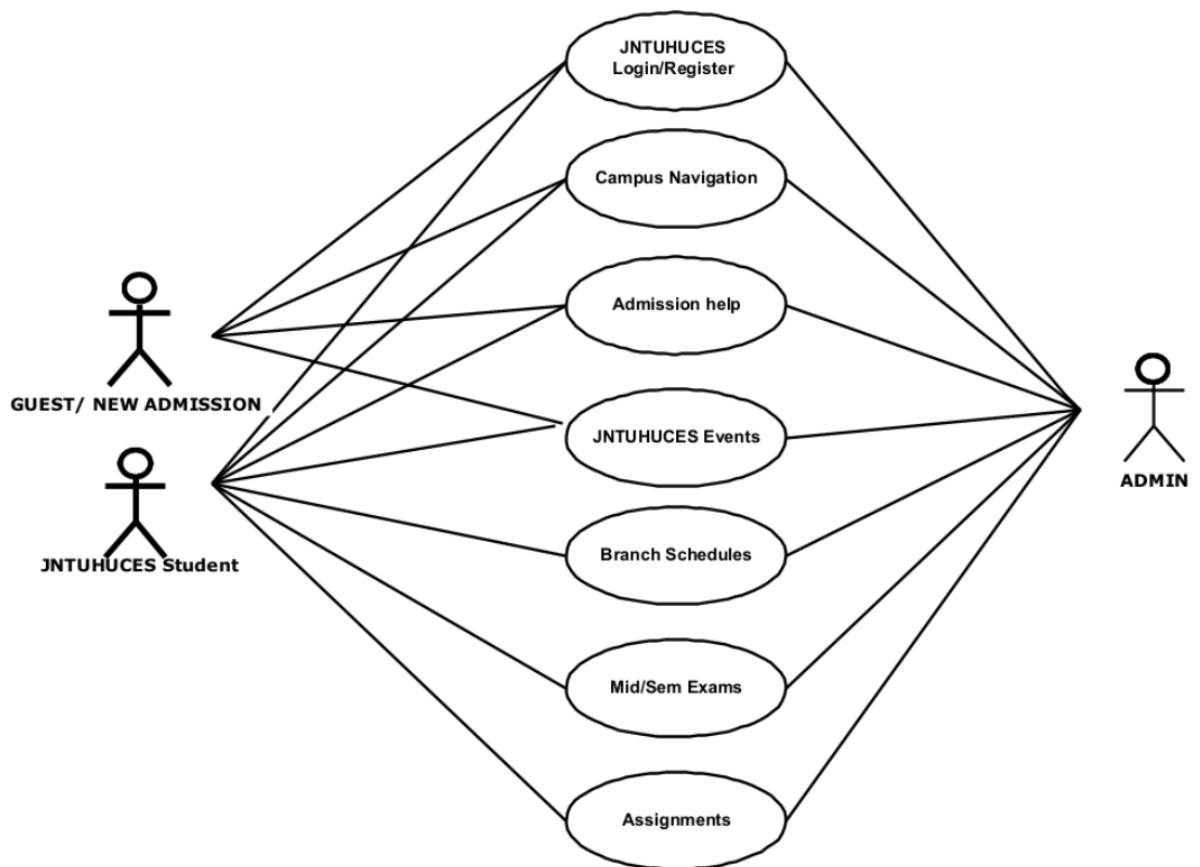 JNTUHUCES
Login/Register
Campus Navigation
Admission help
GUEST/ NEW ADMISSION
JNTUHUCES Events
JNTUHUCES Student
ADMIN
Branch Schedules
Mid/Sem Exams
Assignments